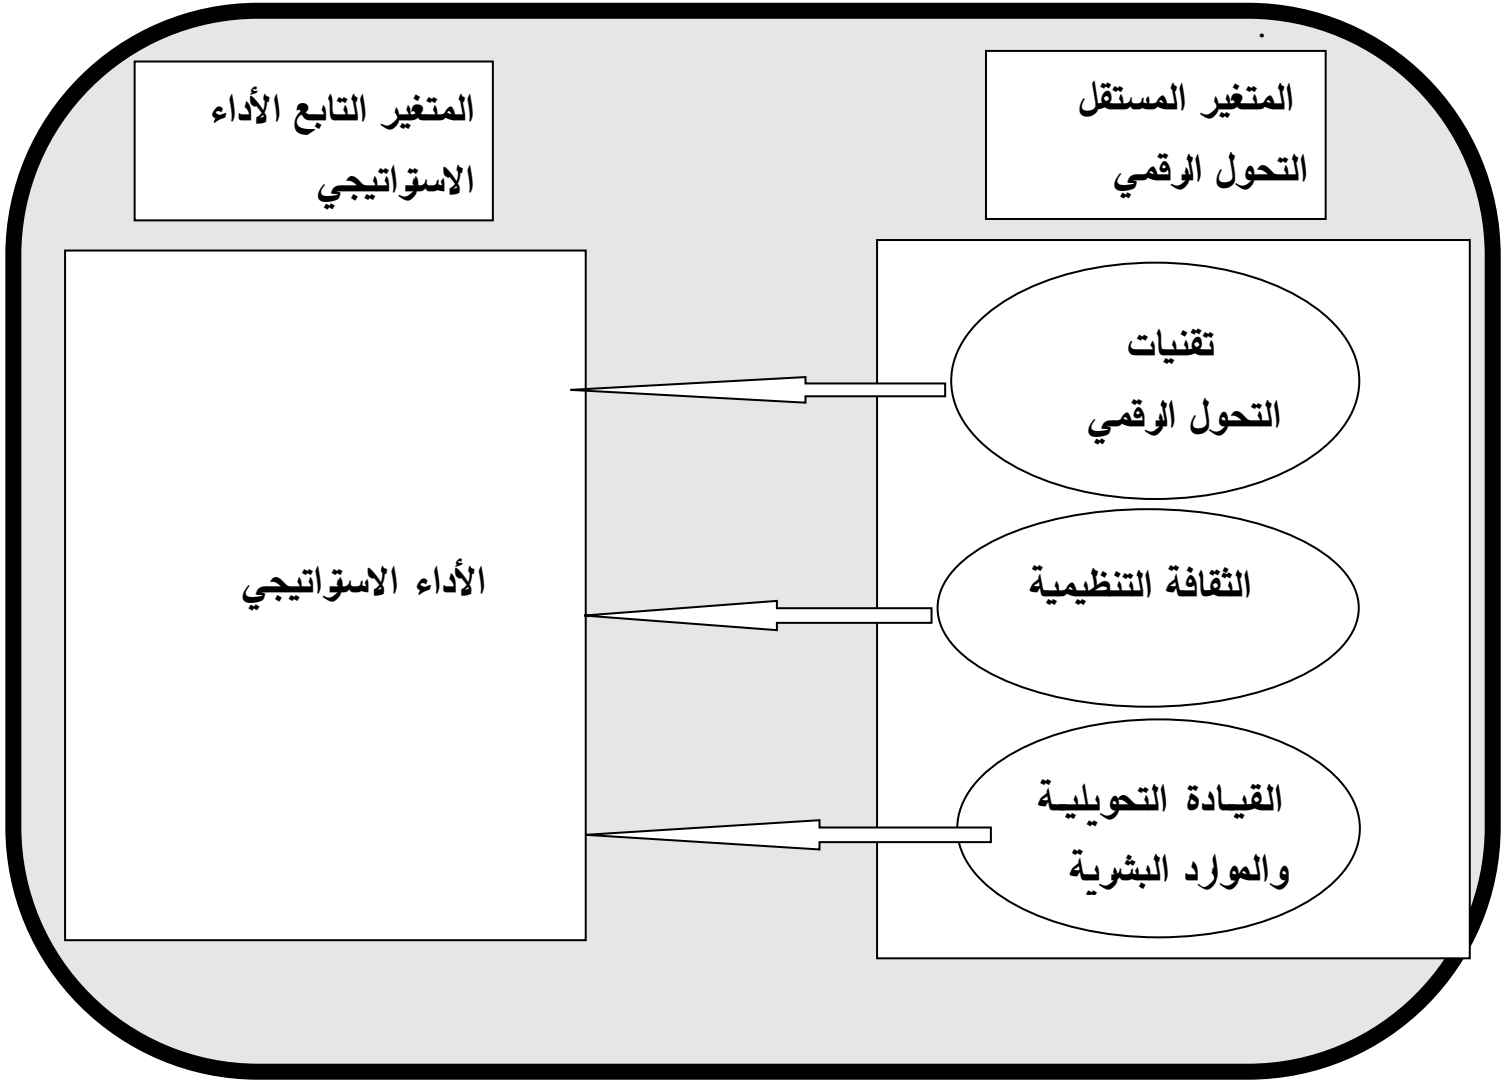 المتغير المستقل
التحول الرقمي
المتغير التابع الأداء
الاستراتيجي
تقنيات
التحول الرقمي
الثقافة التنظيمية
القيادة التحويلية
والموارد البشرية
الأداء الاستراتيجي